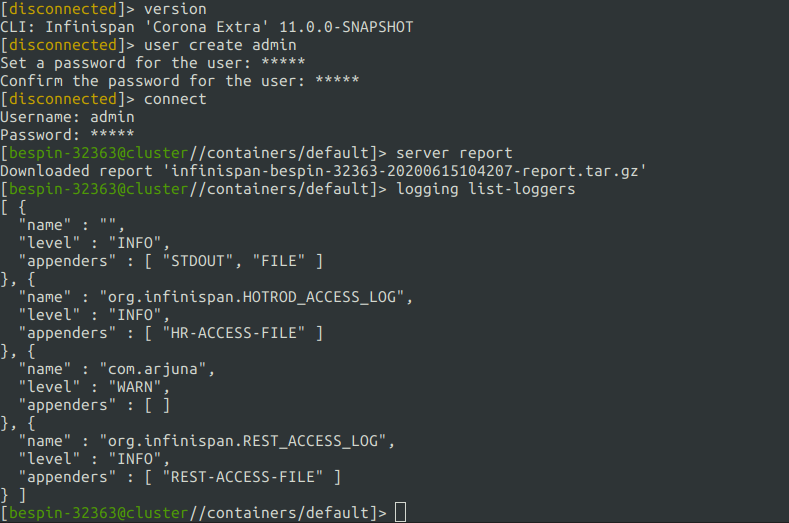 [disconnected]> version
CLI: Infinispan 'Corona Extra' 11.0.0-SNAPSHOT
[disconnected]> user create admin
Set a password for the user: *****
Confirm the password for the user: *****
[disconnected]> connect
Username: admin
Password: *****
[bespin-32363@cluster//containers/default]> server report
Downloaded report 'infinispan-bespin-32363-20200615104207-report.tar.gz'
[bespin-32363@cluster//containers/default]> logging list-loggers
[ {
  "name" : "",
  "level" : "INFO",
  "appenders" : [ "STDOUT", "FILE" ]
}, {
  "name" : "org.infinispan.HOTROD_ACCESS_LOG",
  "level" : "INFO",
  "appenders" : [ "HR-ACCESS-FILE" ]
}, {
  "name" : "com.arjuna",
  "level" : "WARN",
  "appenders" : [ ]
}, {
  "name" : "org.infinispan.REST_ACCESS_LOG",
  "level" : "INFO",
  "appenders" : [ "REST-ACCESS-FILE" ]
} ]
[bespin-32363@cluster//containers/default]>